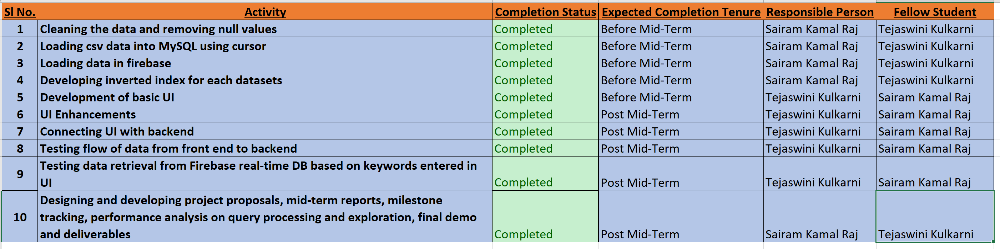 Sl No. Activity Completion Status Expected Completion Tenure Responsible Person Fellow Student
1 Cleaning the data and removing null values Completed Before Mid-Term Sairam Kamal Raj Tejaswini Kulkarni
2 Loading csv data into MySQL using cursor Completed Before Mid-Term Sairam Kamal Raj Tejaswini Kulkarni
3 Loading data in firebase Completed Before Mid-Term Sairam Kamal Raj Tejaswini Kulkarni
4 Developing inverted index for each datasets Completed Before Mid-Term Sairam Kamal Raj Tejaswini Kulkarni
5 Development of basic UI Completed Before Mid-Term Tejaswini Kulkarni Sairam Kamal Raj
6 UI Enhancements Completed Post Mid-Term Tejaswini Kulkarni Sairam Kamal Raj
7 Connecting UI with backend Completed Post Mid-Term Tejaswini Kulkarni Sairam Kamal Raj
8 Testing flow of data from front end to backend Completed Post Mid-Term Tejaswini Kulkarni Sairam Kamal Raj
9 Testing data retrieval from Firebase real-time DB based on keywords entered in
UI Completed Post Mid-Term Tejaswini Kulkarni Sairam Kamal Raj
Designing and developing project proposals, mid-term reports, milestone
10 tracking, performance analysis on query processing and exploration, final demo
and deliverables Completed Post Mid-Term Sairam Kamal Raj Tejaswini Kulkarni